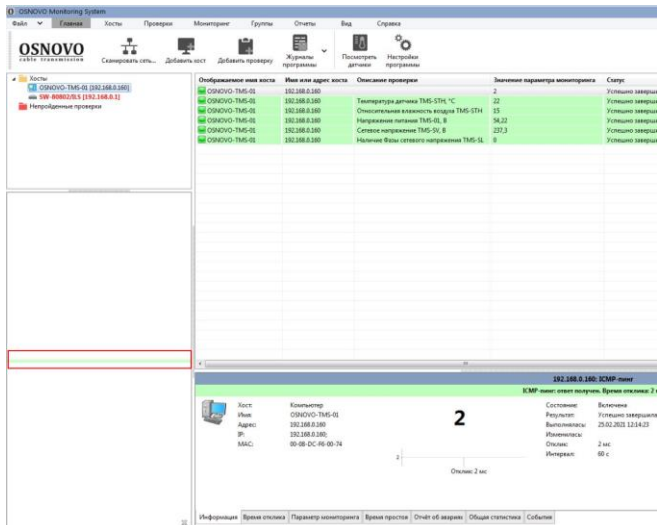 OSNOVO Monitoring System
Файл Главная Хосты Проверки Мониторинг Группы Отчеты Вид Справка
OSNOVO
cable transmission
Сканировать сеть... Добавить хост Добавить проверку Журналы программы Посмотреть датчики Настройки программы
Хосты
OSNOVO-TMS-01 [192.168.0.160]
SW-80802/ILS [192.168.0.1]
Непройденные проверки
Отображаемое имя хоста Имя или адрес хоста Описание проверки Значение параметра мониторинга Статус
OSNOVO-TMS-01 192.168.0.160 2 Успешно заверши
OSNOVO-TMS-01 192.168.0.160 Температура датчика TMS-STH, °C 22 Успешно заверши
OSNOVO-TMS-01 192.168.0.160 Относительная влажность воздуха TMS-STH 15 Успешно заверши
OSNOVO-TMS-01 192.168.0.160 Напряжение питания TMS-01, В 54,22 Успешно заверши
OSNOVO-TMS-01 192.168.0.160 Сетевое напряжение TMS-SV, В 237,3 Успешно заверши
OSNOVO-TMS-01 192.168.0.160 Наличие Фазы сетевого напряжения TMS-SL 0 Успешно заверши
192.168.0.160: ICMP-пинг
ICMP-пинг: ответ получен. Время отклика: 2
Хост: Компьютер
Имя: OSNOVO-TMS-01
Адрес: 192.168.0.160
IP: 192.168.0.160;
MAC: 00-08-DC-F6-00-74
2
2
Отклик: 2 мс
Состояние: Включена
Результат: Успешно завершила
Выполнялась: 25.02.2021 12:14:23
Изменилась:
Отклик: 2 мс
Интервал: 60 с
Информация Время отклика Параметр мониторинга Время простоя Отчёт об авариях Общая статистика События